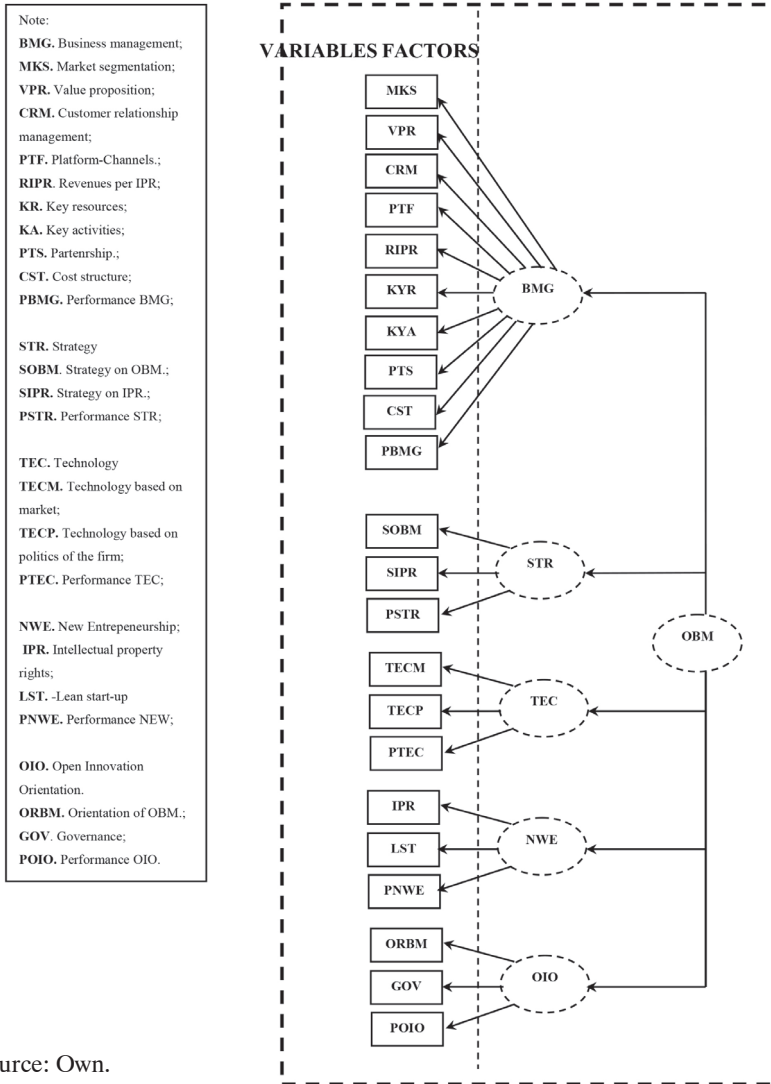 Note:
BMG. Business management;
MKS. Market segmentation;
VPR. Value proposition;
CRM. Customer relationship
management;
PTF. Platform-Channels.;
RIPR. Revenues per IPR;
KR. Key resources;
KA. Key activities;
PTS. Partenrship.;
CST. Cost structure;
PBMG. Performance BMG;
STR. Strategy
SOBM. Strategy on OBM.;
SIPR. Strategy on IPR.;
PSTR. Performance STR;
TEC. Technology
TECM. Technology based on
market;
TECP. Technology based on
politics of the firm;
PTEC. Performance TEC;
NWE. New Entrepeneurship;
IPR. Intellectual property
rights;
LST. -Lean start-up
PNWE. Performance NEW;
OIO. Open Innovation
Orientation.
ORBM. Orientation of OBM.;
GOV. Governance;
POIO. Performance OIO.
VARIABLES FACTORS
MKS
VPR
CRM
PTF
RIPR
KYR
KYA
PTS
CST
PBMG
BMG
SOBM
SIPR
PSTR
STR
OBM
TECM
TECP
PTEC
TEC
IPR
LST
PNWE
NWE
ORBM
GOV
POIO
OIO
urce: Own.